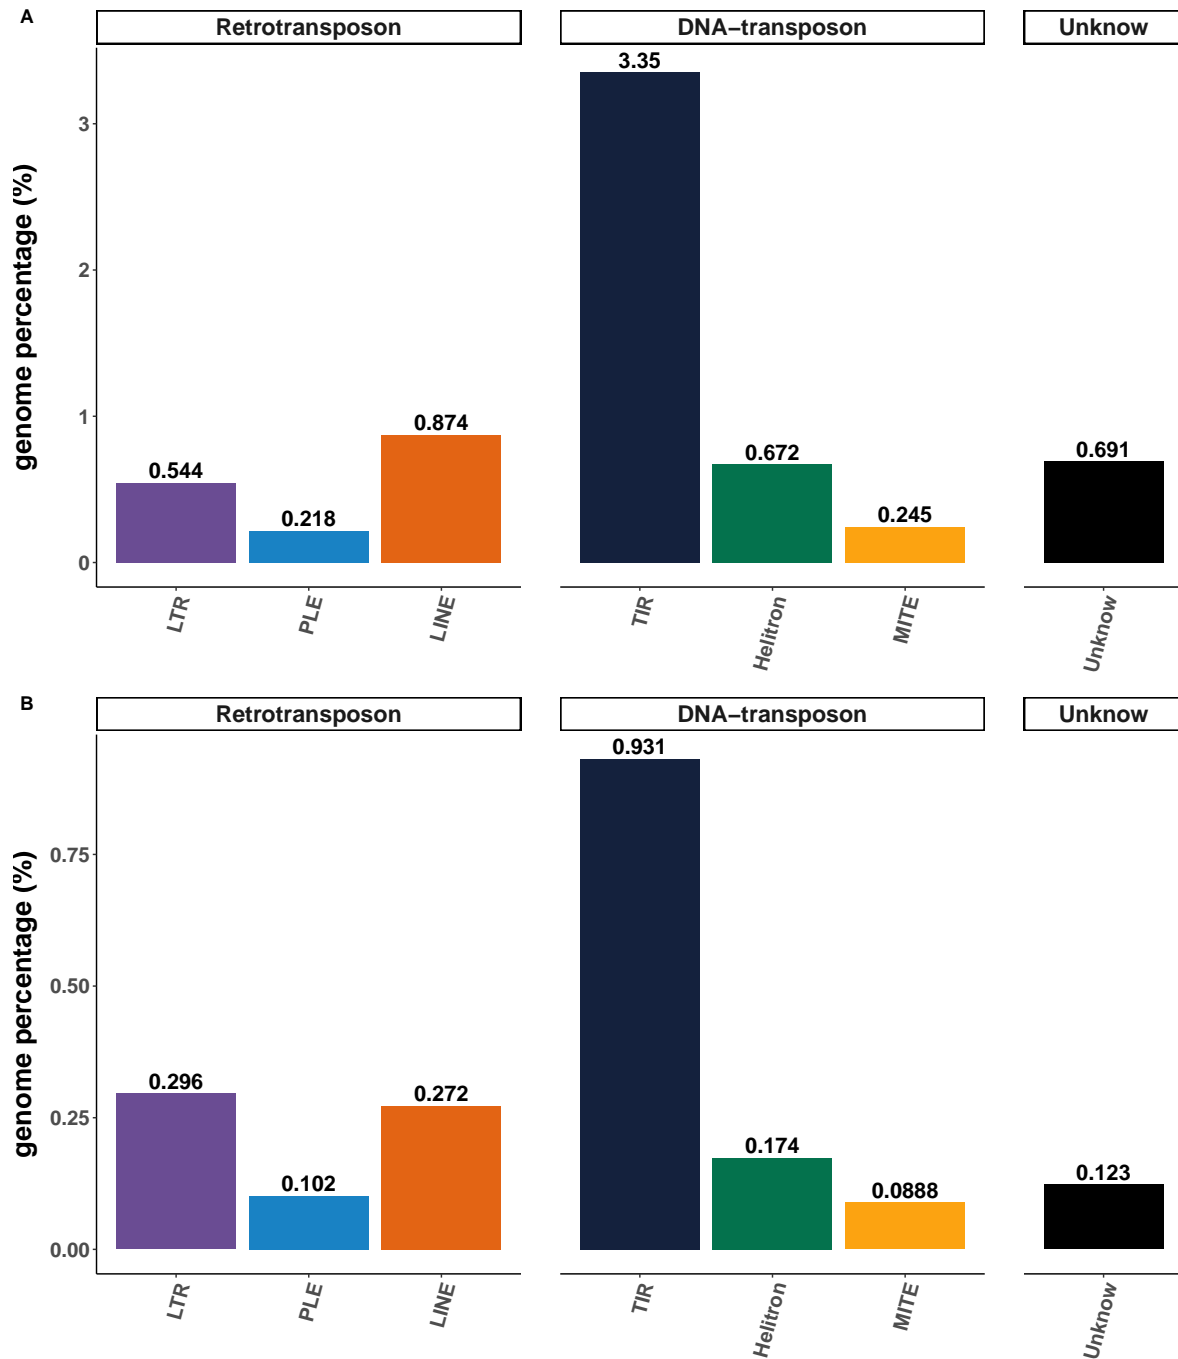 A
Retrotransposon DNA−transposon Unknow
genome percentage (%)
3
2
1
0
0.544
0.218
0.874
3.35
0.672
0.245
0.691
LTR PLE LINE TIR Helitron MITE Unknow
B
Retrotransposon DNA−transposon Unknow
genome percentage (%)
0.75
0.50
0.25
0.00
0.296
0.102
0.272
0.931
0.174
0.0888
0.123
LTR PLE LINE TIR Helitron MITE Unknow